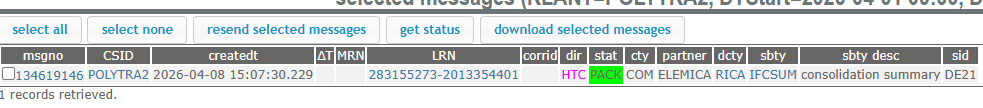 selected messages (RLANT=POLYTRA2, DTStart=2026-04-01 00:00, D
select all select none resend selected messages get status download selected messages
msgno CSID createdt ΔT MRN LRN corrid dir stat cty partner dcty sbty sbty desc sid
134619146 POLYTRA2 2026-04-08 15:07:30.229 283155273-2013354401 HTC PACK COM ELEMICA RICA IFCSUM consolidation summary DE21
1 records retrieved.